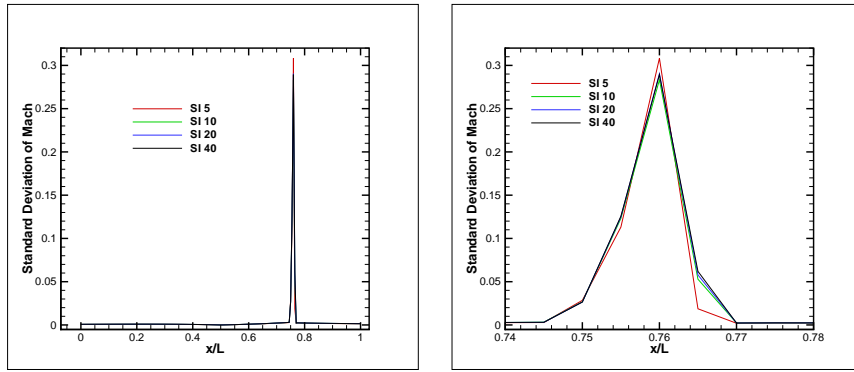 Standard Deviation of Mach
0.3
0.25
0.2
0.15
0.1
0.05
0
SI 5
SI 10
SI 20
SI 40
0 0.2 0.4 0.6 0.8 1
x/L
Standard Deviation of Mach
0.3
0.25
0.2
0.15
0.1
0.05
0
SI 5
SI 10
SI 20
SI 40
0.74 0.75 0.76 0.77 0.78
x/L